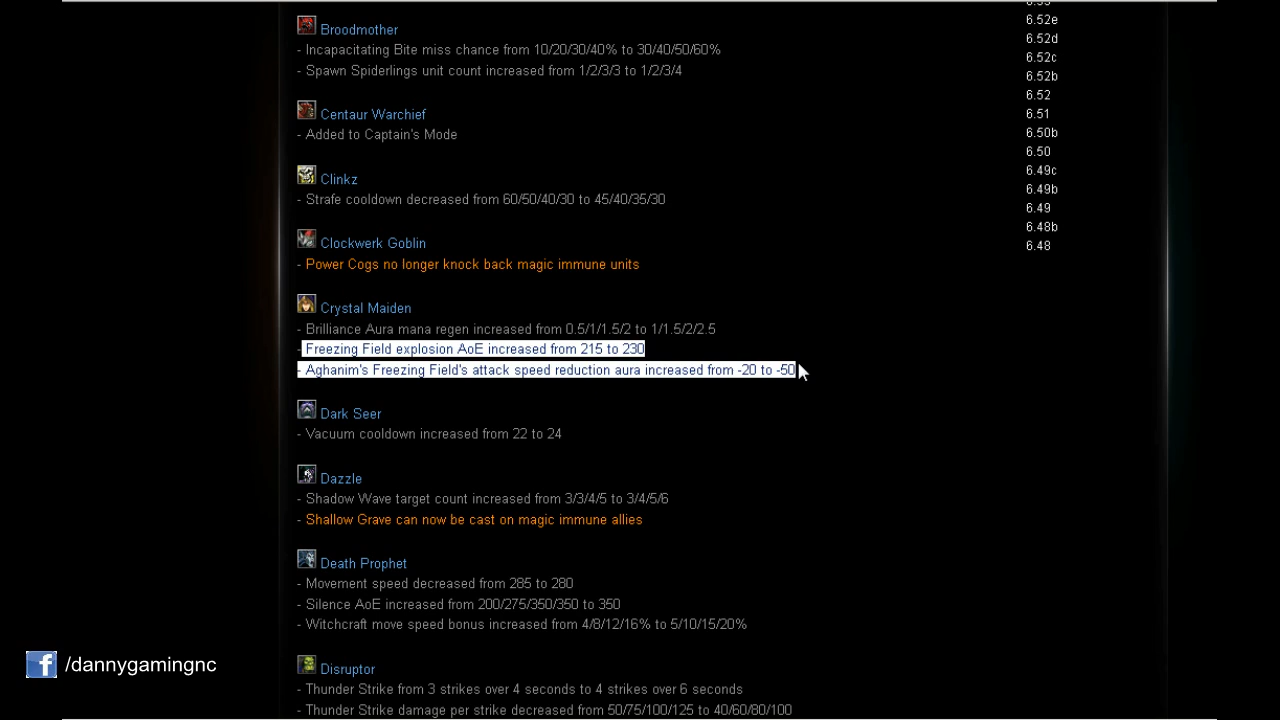 6.53
Broodmother
- Incapacitating Bite miss chance from 10/20/30/40% to 30/40/50/60%
- Spawn Spiderlings unit count increased from 1/2/3/3 to 1/2/3/4
Centaur Warchief
- Added to Captain's Mode
Clinkz
- Strafe cooldown decreased from 60/50/40/30 to 45/40/35/30
Clockwerk Goblin
- Power Cogs no longer knock back magic immune units
Crystal Maiden
- Brilliance Aura mana regen increased from 0.5/1/1.5/2 to 1/1.5/2/2.5
- Freezing Field explosion AoE increased from 215 to 230
- Aghanim's Freezing Field's attack speed reduction aura increased from -20 to -50
Dark Seer
- Vacuum cooldown increased from 22 to 24
Dazzle
- Shadow Wave target count increased from 3/3/4/5 to 3/4/5/6
- Shallow Grave can now be cast on magic immune allies
Death Prophet
- Movement speed decreased from 285 to 280
- Silence AoE increased from 200/275/350/350 to 350
- Witchcraft move speed bonus increased from 4/8/12/16% to 5/10/15/20%
Disruptor
- Thunder Strike from 3 strikes over 4 seconds to 4 strikes over 6 seconds
- Thunder Strike damage per strike decreased from 50/75/100/125 to 40/60/80/100
6.52e
6.52d
6.52c
6.52b
6.52
6.51
6.50b
6.50
6.49c
6.49b
6.49
6.48b
6.48
f /dannygamingnc